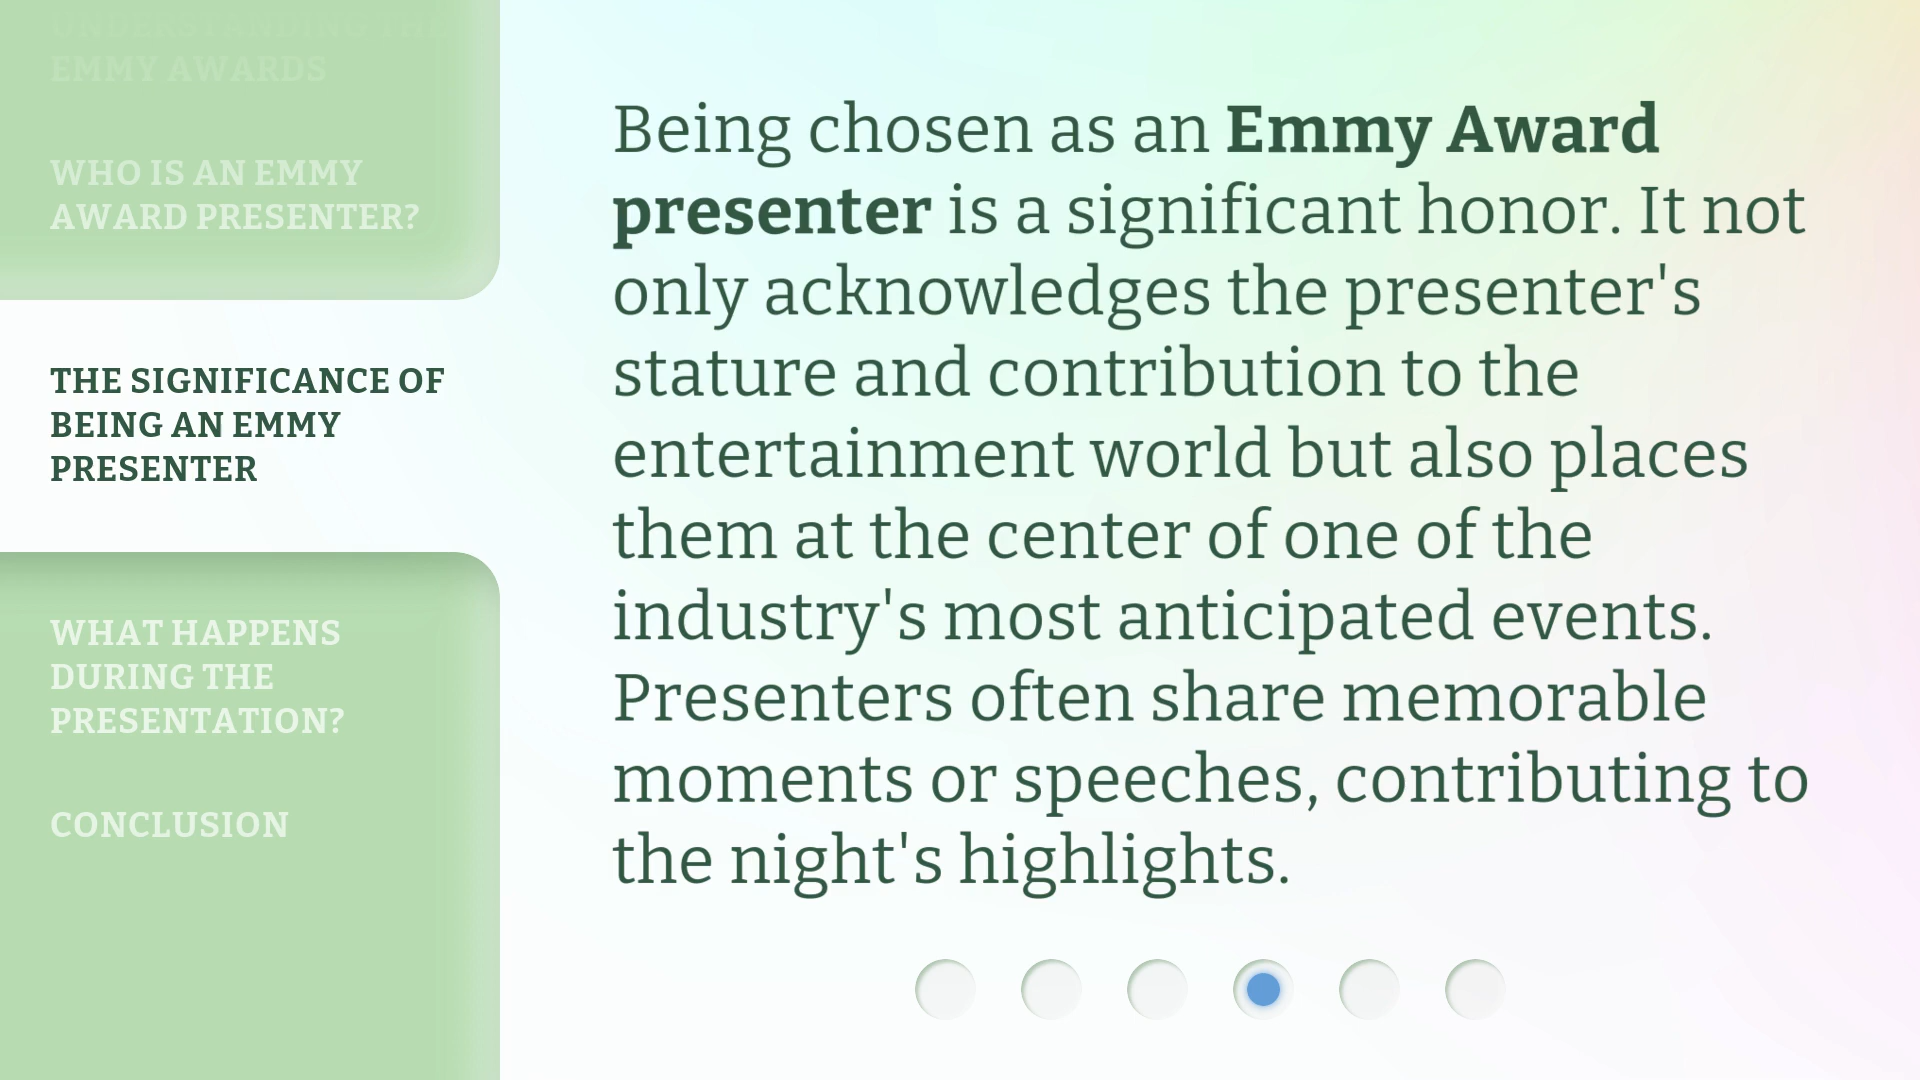 UNDERSTANDING THE
EMMY AWARDS
WHO IS AN EMMY
AWARD PRESENTER?
THE SIGNIFICANCE OF
BEING AN EMMY
PRESENTER
WHAT HAPPENS
DURING THE
PRESENTATION?
CONCLUSION
Being chosen as an Emmy Award
presenter is a significant honor. It not
only acknowledges the presenter's
stature and contribution to the
entertainment world but also places
them at the center of one of the
industry's most anticipated events.
Presenters often share memorable
moments or speeches, contributing to
the night's highlights.